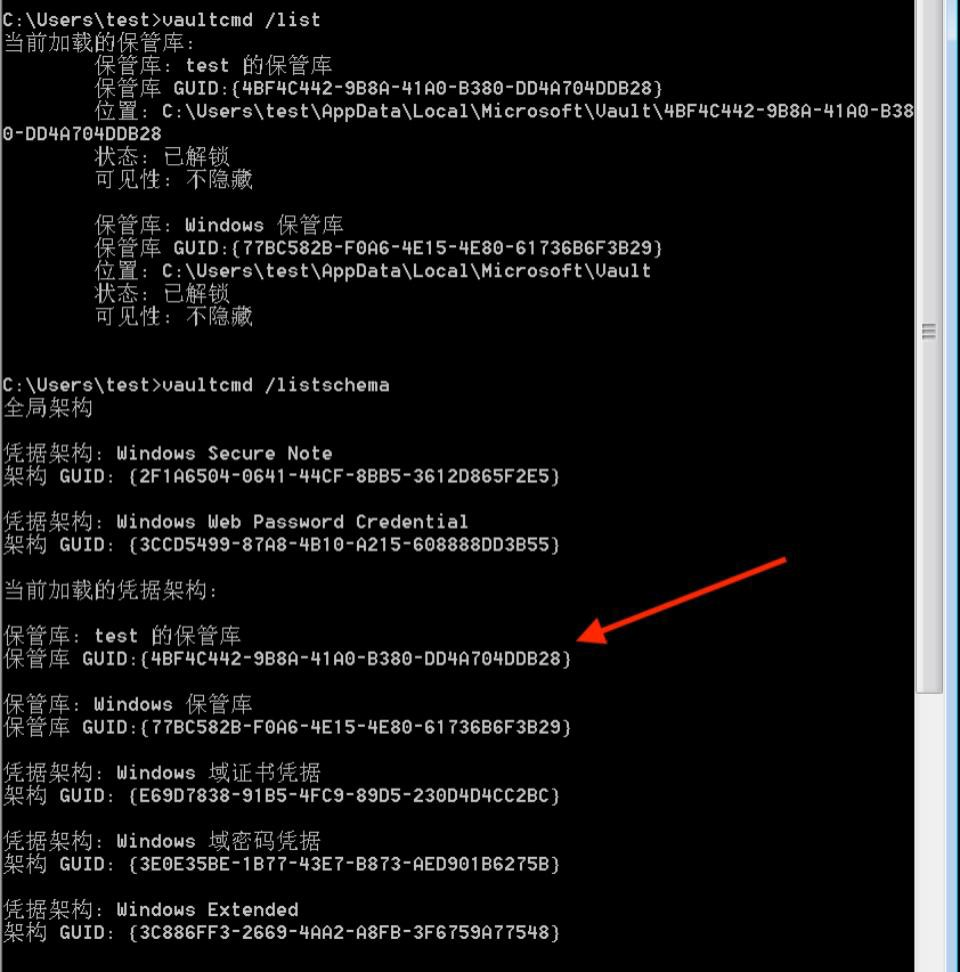 C:\Users\test>vaultcmd /list
当前加载的保管库:
保管库: test 的保管库
保管库 GUID:{4BF4C442-9B8A-41A0-B380-DD4A704DDB28}
位置: C:\Users\test\AppData\Local\Microsoft\Vault\4BF4C442-9B8A-41A0-B38
0-DD4A704DDB28
状态: 已解锁
可见性: 不隐藏
保管库: Windows 保管库
保管库 GUID:{77BC582B-F0A6-4E15-4E80-61736B6F3B29}
位置: C:\Users\test\AppData\Local\Microsoft\Vault
状态: 已解锁
可见性: 不隐藏
C:\Users\test>vaultcmd /listschema
全局架构
凭据架构: Windows Secure Note
架构 GUID: {2F1A6504-0641-44CF-8BB5-3612D865F2E5}
凭据架构: Windows Web Password Credential
架构 GUID: {3CCD5499-87A8-4B10-A215-608888DD3B55}
当前加载的凭据架构:
保管库: test 的保管库
保管库 GUID:{4BF4C442-9B8A-41A0-B380-DD4A704DDB28}
保管库: Windows 保管库
保管库 GUID:{77BC582B-F0A6-4E15-4E80-61736B6F3B29}
凭据架构: Windows 域证书凭据
架构 GUID: {E69D7838-91B5-4FC9-89D5-230D4D4CC2BC}
凭据架构: Windows 域密码凭据
架构 GUID: {3E0E35BE-1B77-43E7-B873-AED901B6275B}
凭据架构: Windows Extended
架构 GUID: {3C886FF3-2669-4AA2-A8FB-3F6759A77548}